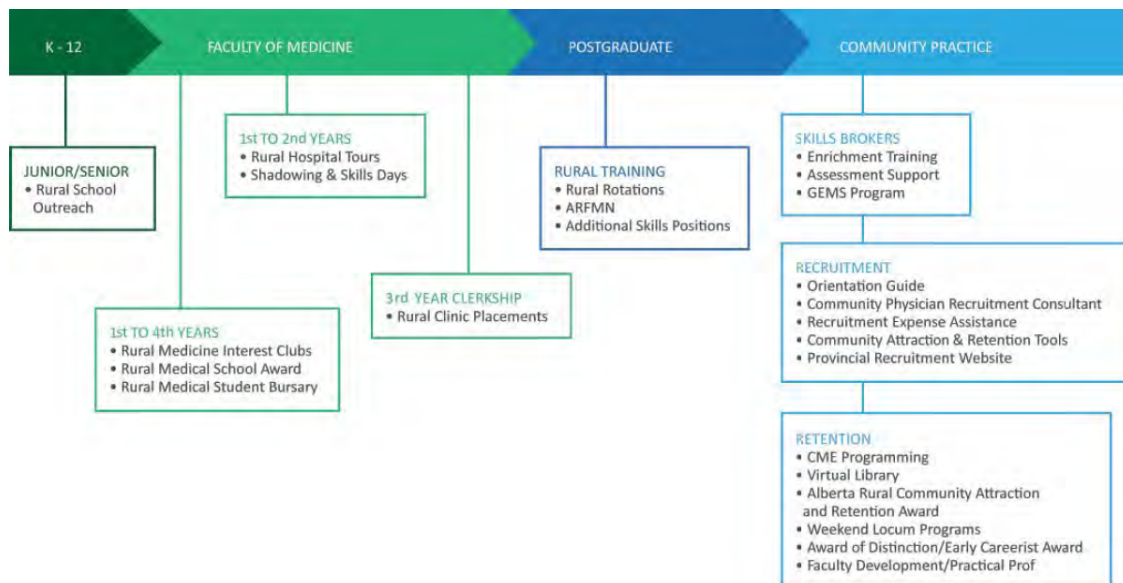 K - 12
FACULTY OF MEDICINE
POSTGRADUATE
COMMUNITY PRACTICE
JUNIOR/SENIOR
• Rural School
Outreach
1st TO 4th YEARS
• Rural Medicine Interest Clubs
• Rural Medical School Award
• Rural Medical Student Bursary
1st TO 2nd YEARS
• Rural Hospital Tours
• Shadowing & Skills Days
3rd YEAR CLERKSHIP
• Rural Clinic Placements
RURAL TRAINING
• Rural Rotations
• ARFMN
• Additional Skills Positions
SKILLS BROKERS
• Enrichment Training
• Assessment Support
• GEMS Program
RECRUITMENT
• Orientation Guide
• Community Physician Recruitment Consultant
• Recruitment Expense Assistance
• Community Attraction & Retention Tools
• Provincial Recruitment Website
RETENTION
• CME Programming
• Virtual Library
• Alberta Rural Community Attraction
and Retention Award
• Weekend Locum Programs
• Award of Distinction/Early Careerist Award
• Faculty Development/Practical Prof